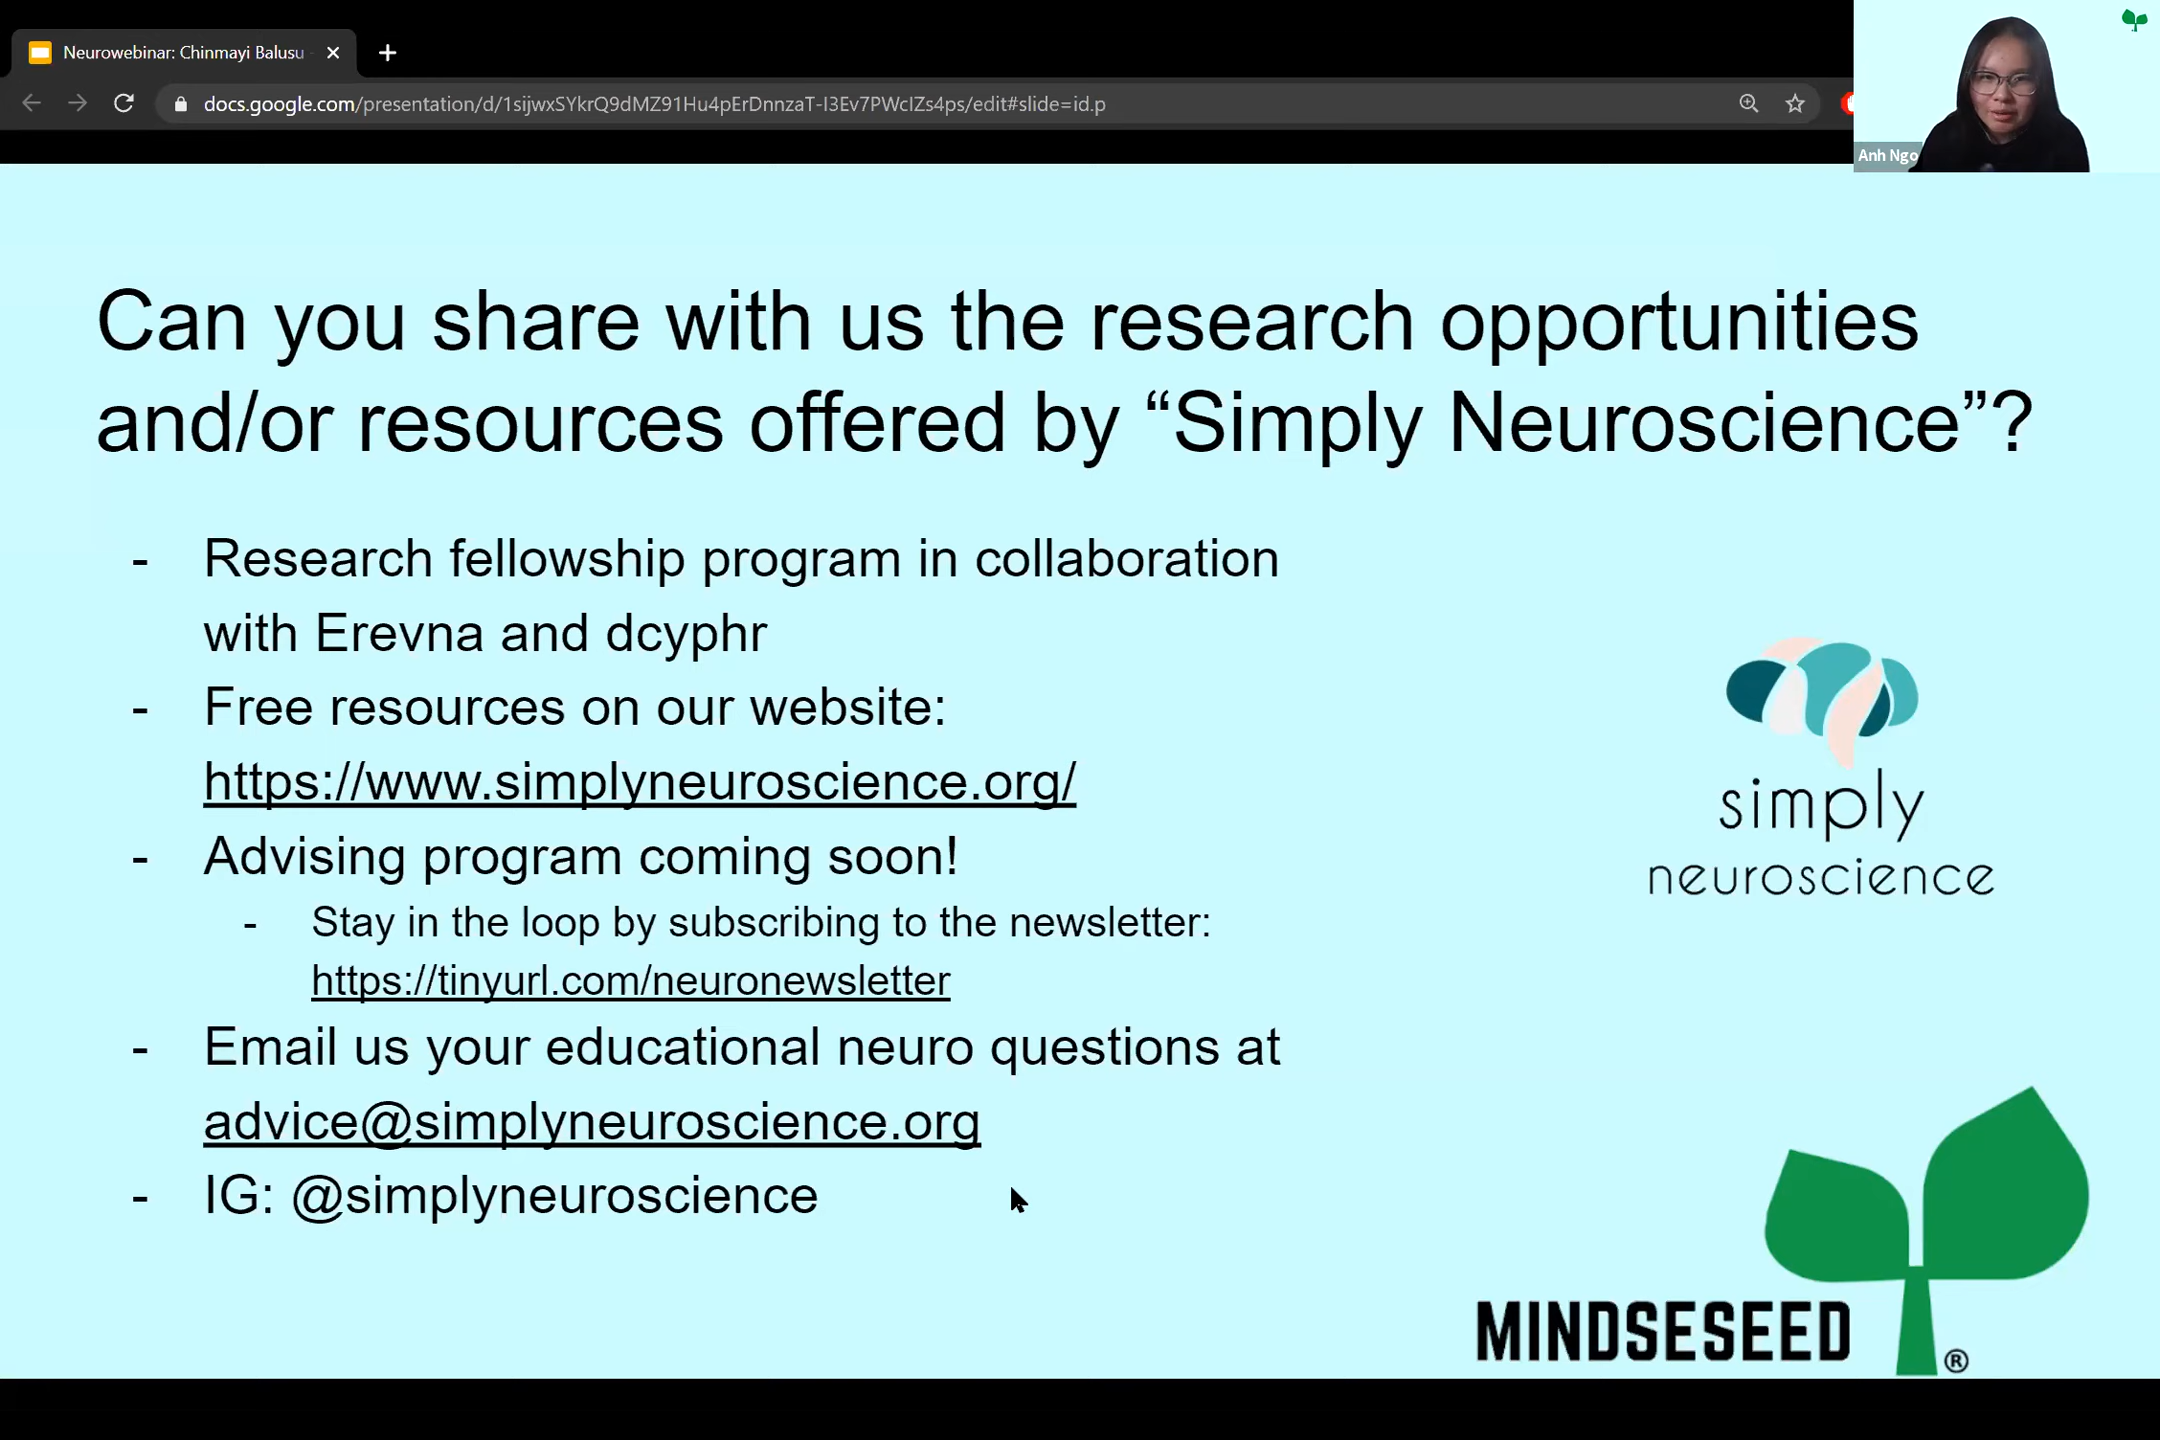 Neurowebinar: Chinmayi Balusu
docs.google.com/presentation/d/1sijwxSYkrQ9dMZ91Hu4pErDnnzaT-I3Ev7PWcIZs4ps/edit#slide=id.p
Anh Ngo
Can you share with us the research opportunities
and/or resources offered by “Simply Neuroscience”?
- Research fellowship program in collaboration
with Erevna and dcyphr
- Free resources on our website:
https://www.simplyneuroscience.org/
- Advising program coming soon!
- Stay in the loop by subscribing to the newsletter:
https://tinyurl.com/neuronewsletter
- Email us your educational neuro questions at
advice@simplyneuroscience.org
- IG: @simplyneuroscience
simply
neuroscience
MINDSESEED ®